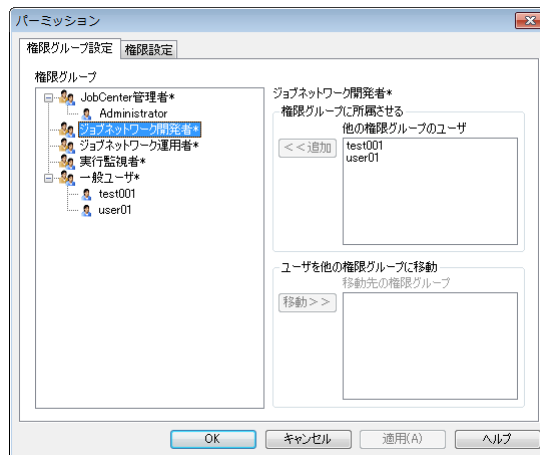 パーミッション
権限グループ設定 権限設定
権限グループ
JobCenter管理者*
Administrator
ジョブネットワーク開発者*
ジョブネットワーク運用者*
実行監視者*
一般ユーザ*
test001
user01
ジョブネットワーク開発者*
権限グループに所属させる
他の権限グループのユーザ
<<追加
test001
user01
ユーザを他の権限グループに移動
移動先の権限グループ
移動>>
OK キャンセル 適用(A) ヘルプ